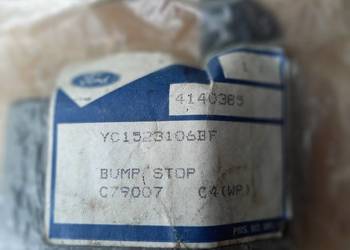 Ford
4140385
YC1523106BF
BUMP STOP
C79007 C4(WP)